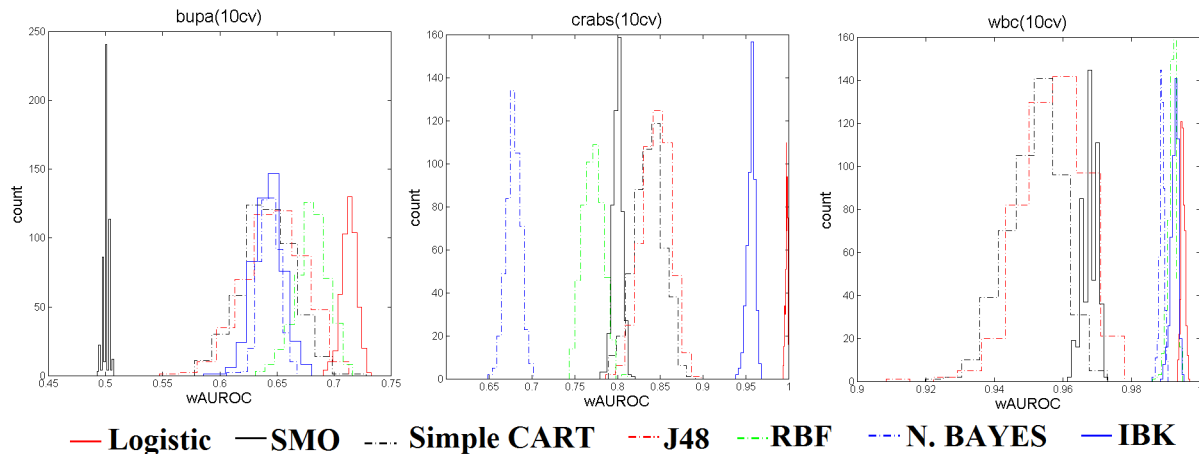 bupa(10cv)
250
200
150
100
50
0
count
0.45
0.5
0.55
0.6
0.65
0.7
0.75
wAUROC
crabs(10cv)
160
140
120
100
80
60
40
20
0
count
0.65
0.7
0.75
0.8
0.85
0.9
0.95
1
wAUROC
wbc(10cv)
160
140
120
100
80
60
40
20
0
count
0.9
0.92
0.94
0.96
0.98
1
wAUROC
Logistic
SMO
Simple CART
J48
RBF
N. BAYES
IBK